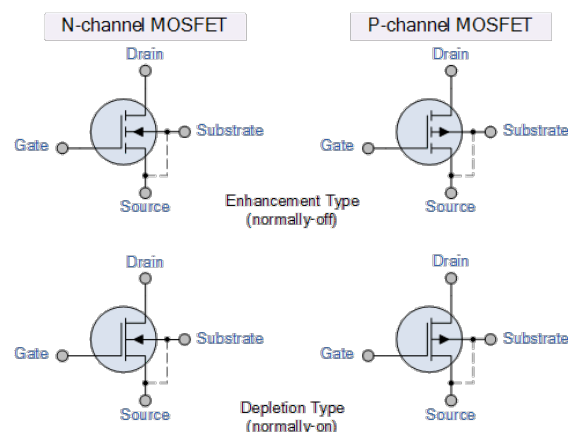 N-channel MOSFET
P-channel MOSFET
Drain
Drain
Gate
Substrate
Gate
Substrate
Source
Source
Enhancement Type
(normally-off)
Drain
Drain
Gate
Substrate
Gate
Substrate
Source
Source
Depletion Type
(normally-on)